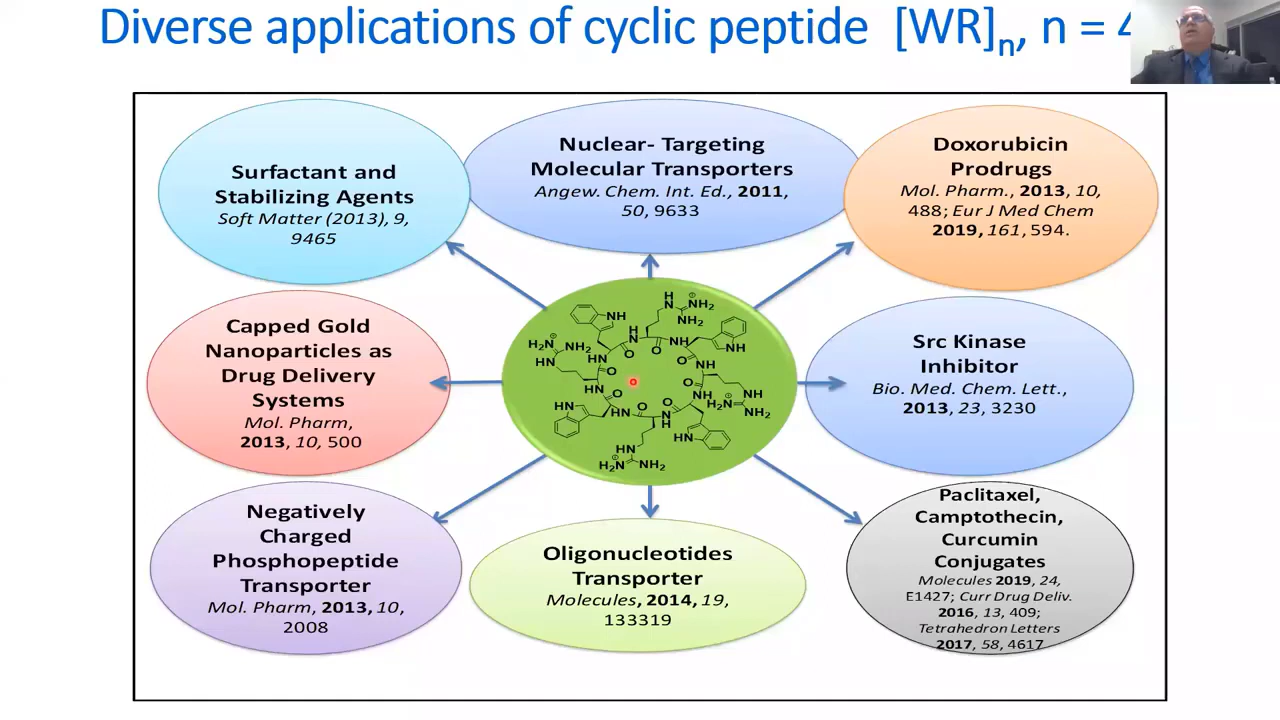 Diverse applications of cyclic peptide [WR]n, n = 4
Surfactant and
Stabilizing Agents
Soft Matter (2013), 9,
9465
Nuclear- Targeting
Molecular Transporters
Angew. Chem. Int. Ed., 2011,
50, 9633
Doxorubicin
Prodrugs
Mol. Pharm., 2013, 10,
488; Eur J Med Chem
2019, 161, 594.
Capped Gold
Nanoparticles as
Drug Delivery
Systems
Mol. Pharm,
2013, 10, 500
Src Kinase
Inhibitor
Bio. Med. Chem. Lett.,
2013, 23, 3230
Negatively
Charged
Phosphopeptide
Transporter
Mol. Pharm, 2013, 10,
2008
Oligonucleotides
Transporter
Molecules, 2014, 19,
133319
Paclitaxel,
Camptothecin,
Curcumin
Conjugates
Molecules 2019, 24,
E1427; Curr Drug Deliv.
2016, 13, 409;
Tetrahedron Letters
2017, 58, 4617